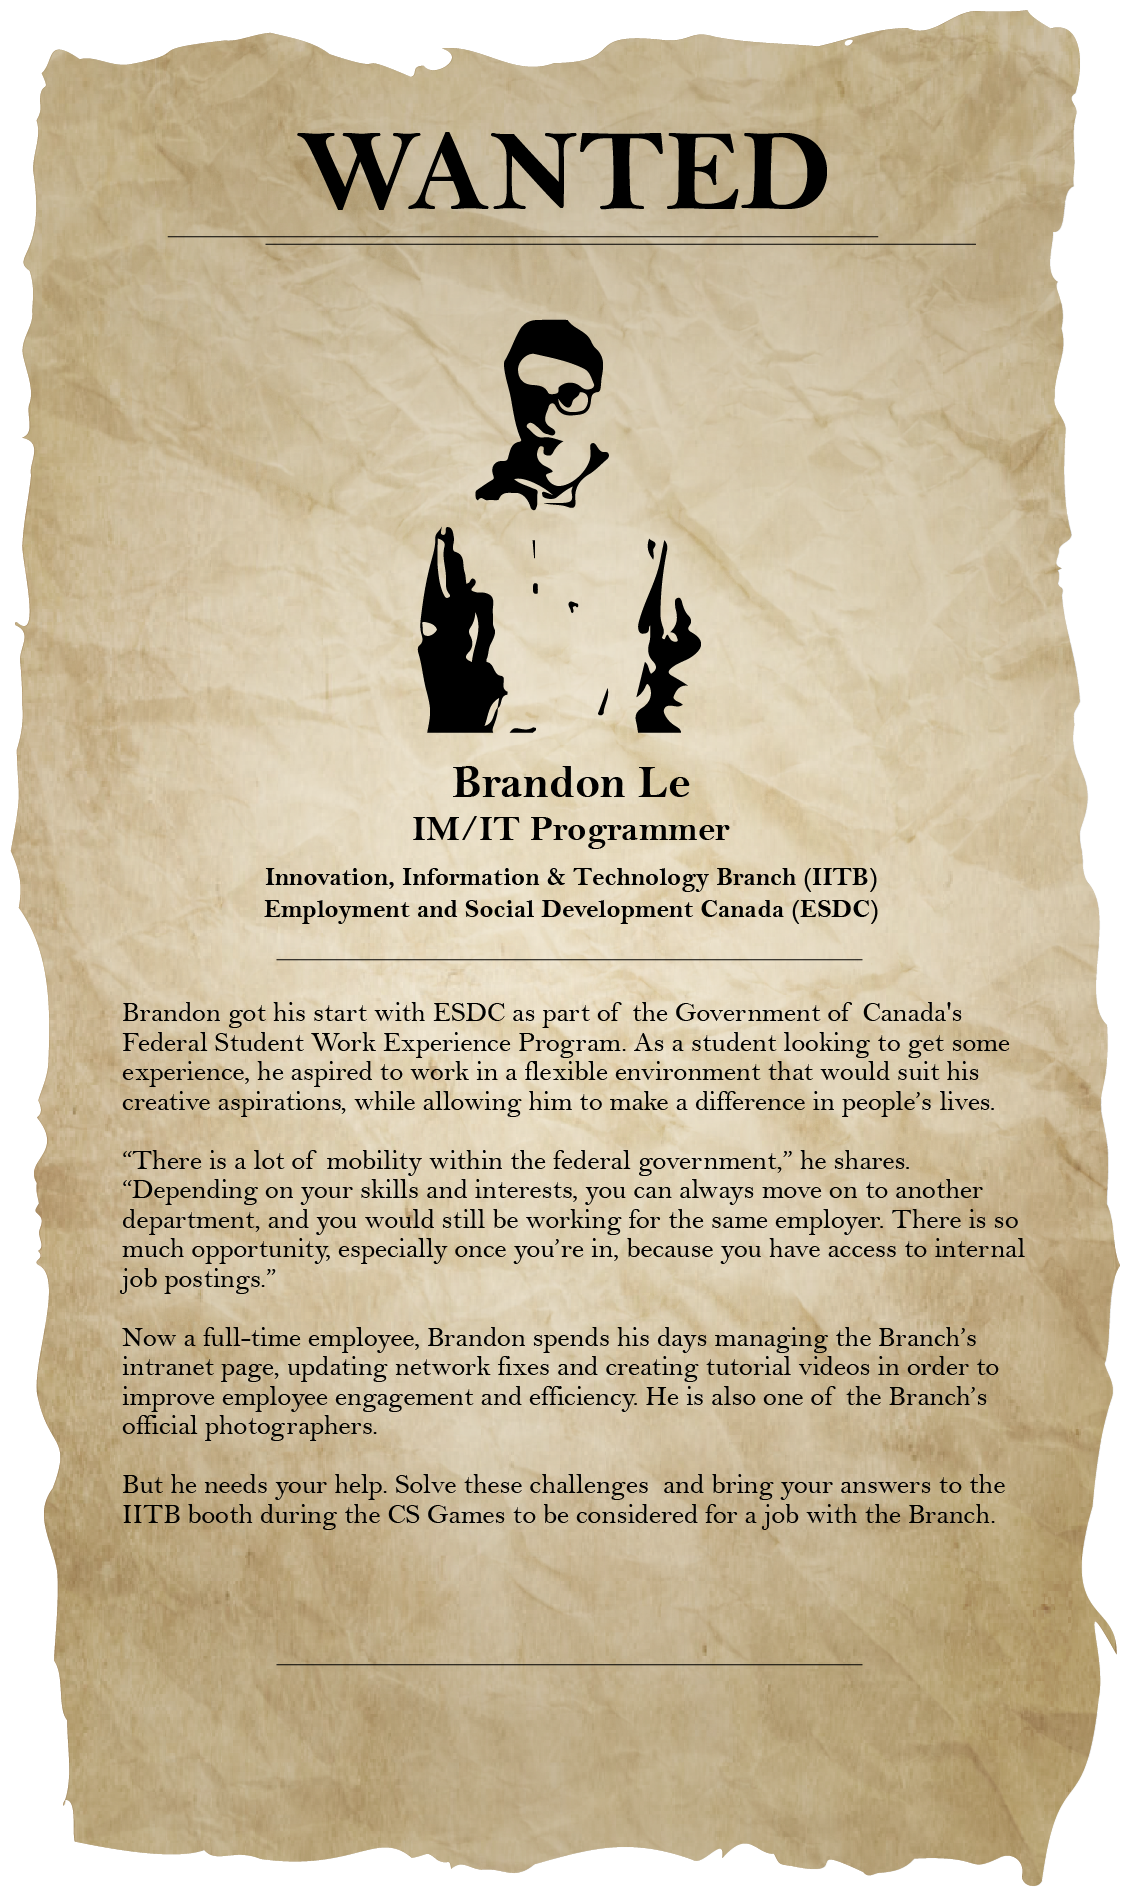 WANTED
Brandon Le
IM/IT Programmer
Innovation, Information & Technology Branch (IITB)
Employment and Social Development Canada (ESDC)
Brandon got his start with ESDC as part of the Government of Canada's
Federal Student Work Experience Program. As a student looking to get some
experience, he aspired to work in a flexible environment that would suit his
creative aspirations, while allowing him to make a difference in people’s lives.
“There is a lot of mobility within the federal government,” he shares.
“Depending on your skills and interests, you can always move on to another
department, and you would still be working for the same employer. There is so
much opportunity, especially once you’re in, because you have access to internal
job postings.”
Now a full-time employee, Brandon spends his days managing the Branch’s
intranet page, updating network fixes and creating tutorial videos in order to
improve employee engagement and efficiency. He is also one of the Branch’s
official photographers.
But he needs your help. Solve these challenges and bring your answers to the
IITB booth during the CS Games to be considered for a job with the Branch.